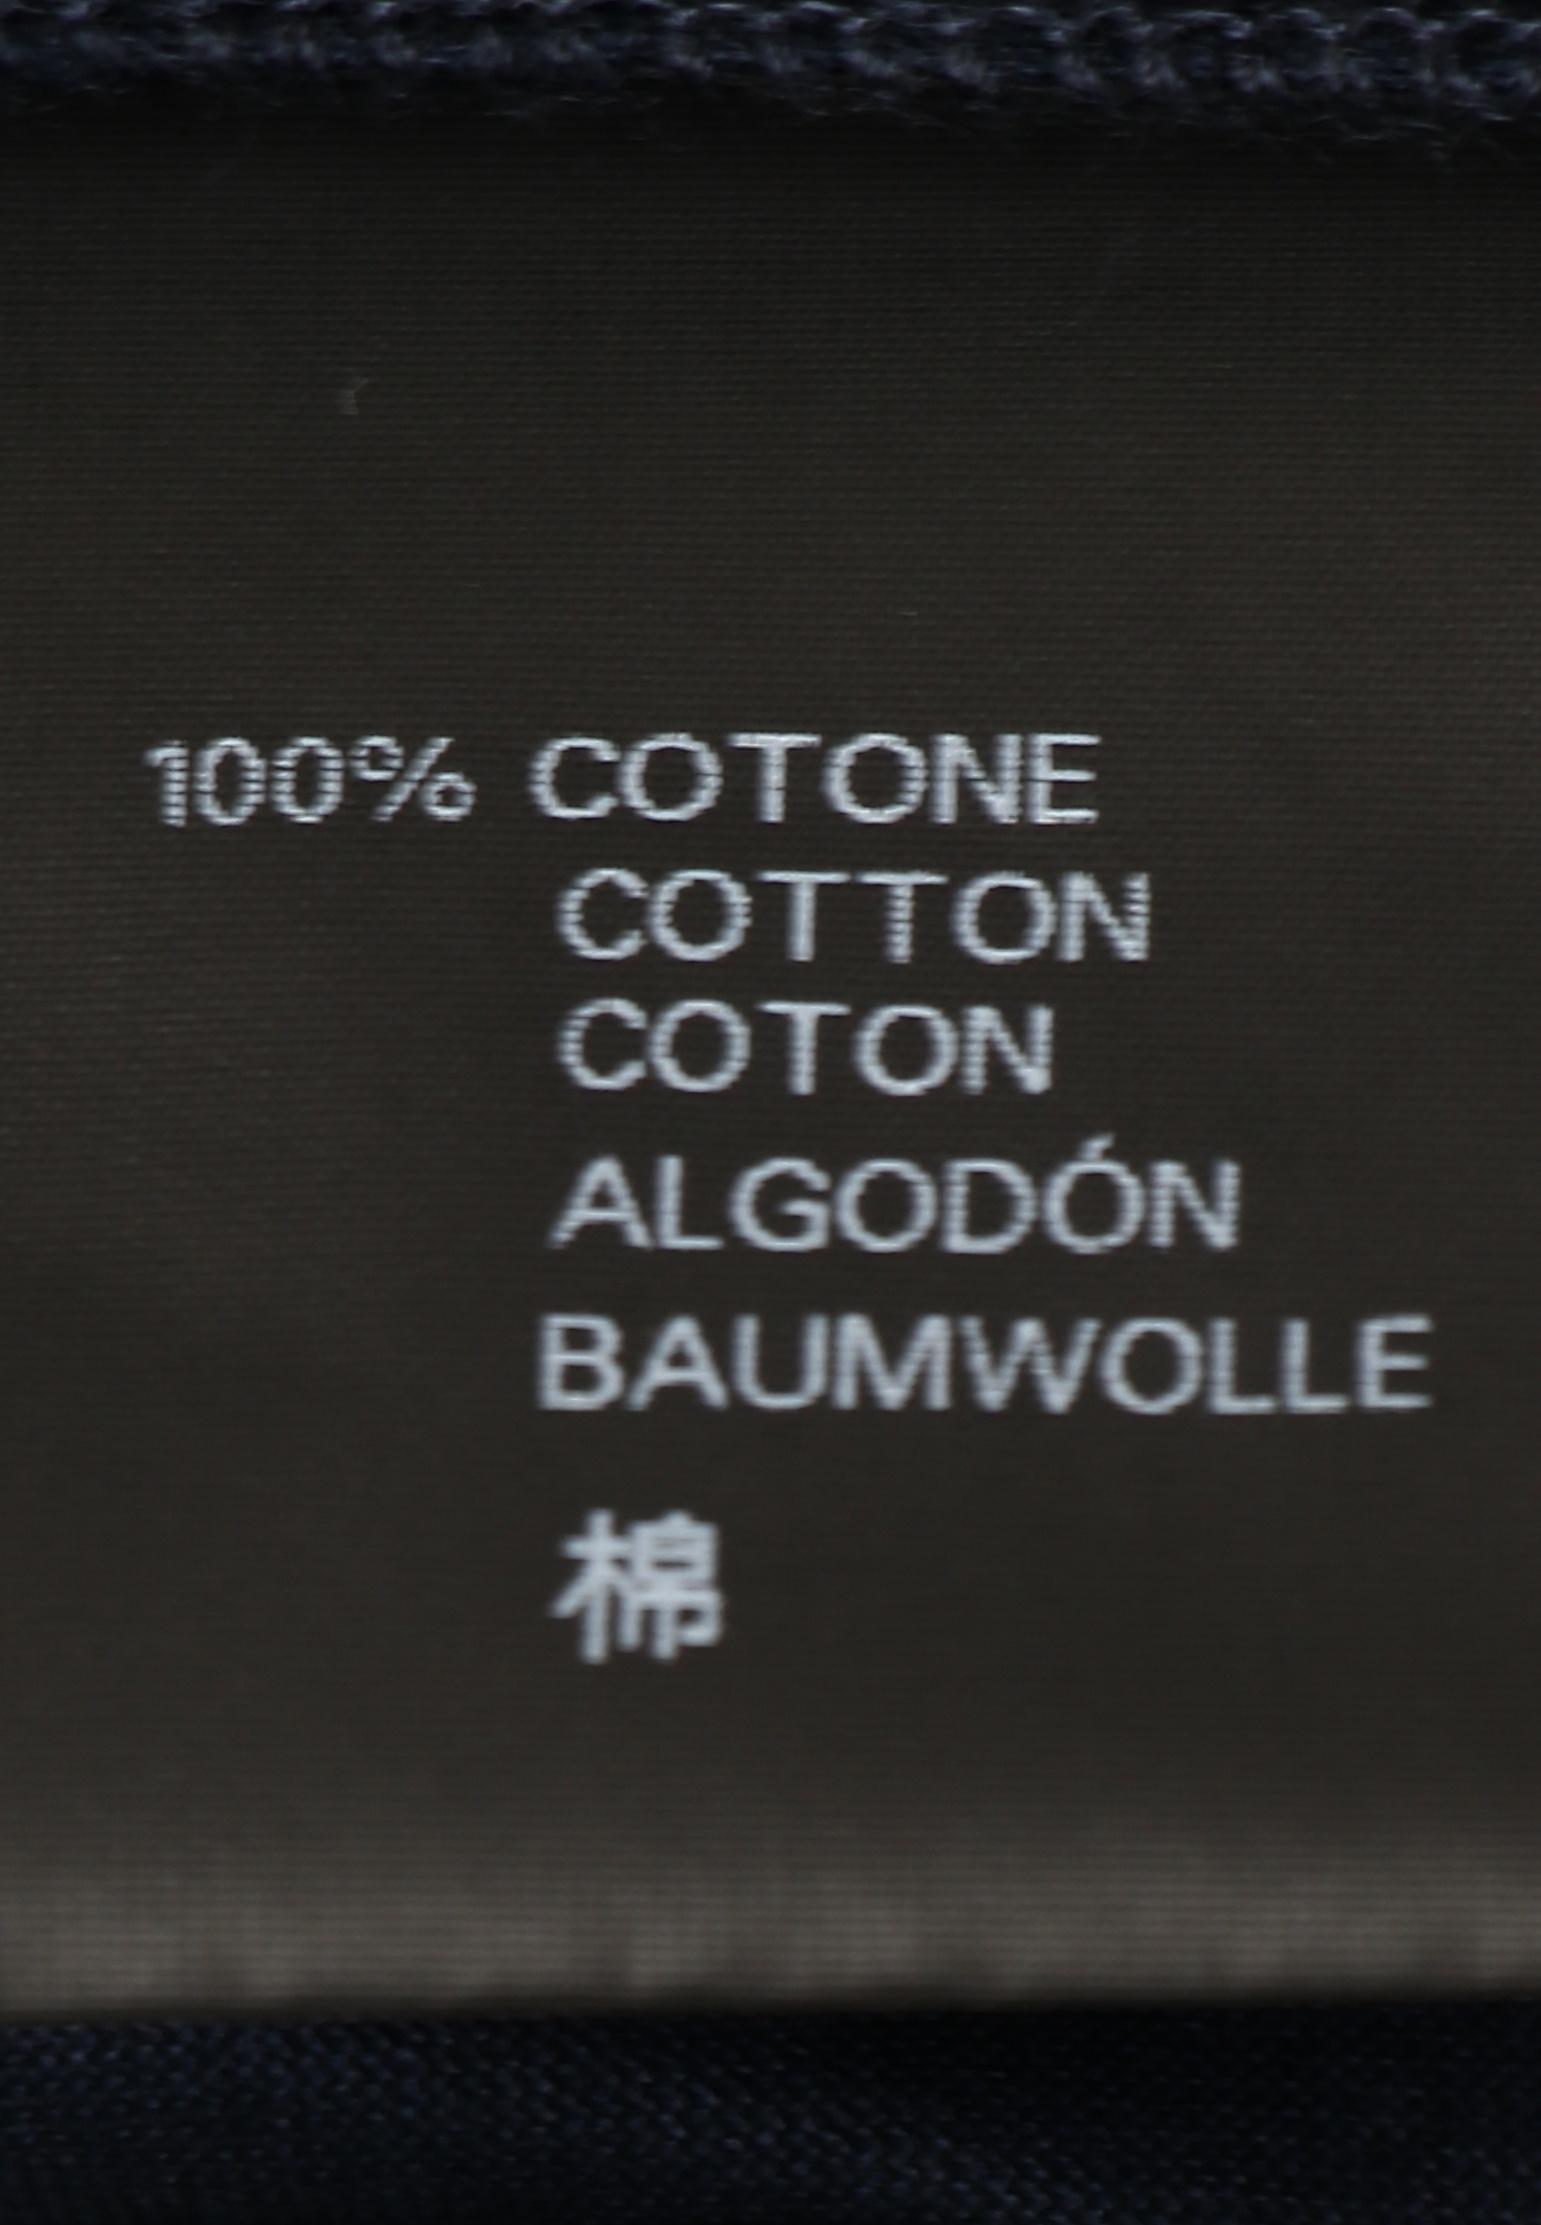 100% COTONE
COTTON
COTON
ALGODÓN
BAUMWOLLE
棉